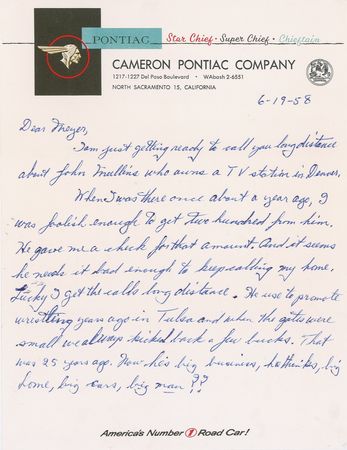 PONTIAC Star Chief • Super Chief • Chieftain
CAMERON PONTIAC COMPANY
1217-1227 Del Paso Boulevard • WAbash 2-6551
NORTH SACRAMENTO 15, CALIFORNIA
6-19-58
Dear Meyer,
I am just getting ready to call you long distance
about John Mullins who owns a TV station in Denver.
When I was there once about a year ago, I
was foolish enough to get two hundred from him.
He gave me a check for that amount. And it seems
he needs it bad enough to keep calling my home.
Lucky I get the calls long distance. He use to promote
wrestling years ago in Tulsa and when the gates were
small we always kicked back a few bucks. That
was 25 years ago. Now he's big business, he thinks, big
home, big cars, big man??
America's Number 1 Road Car!